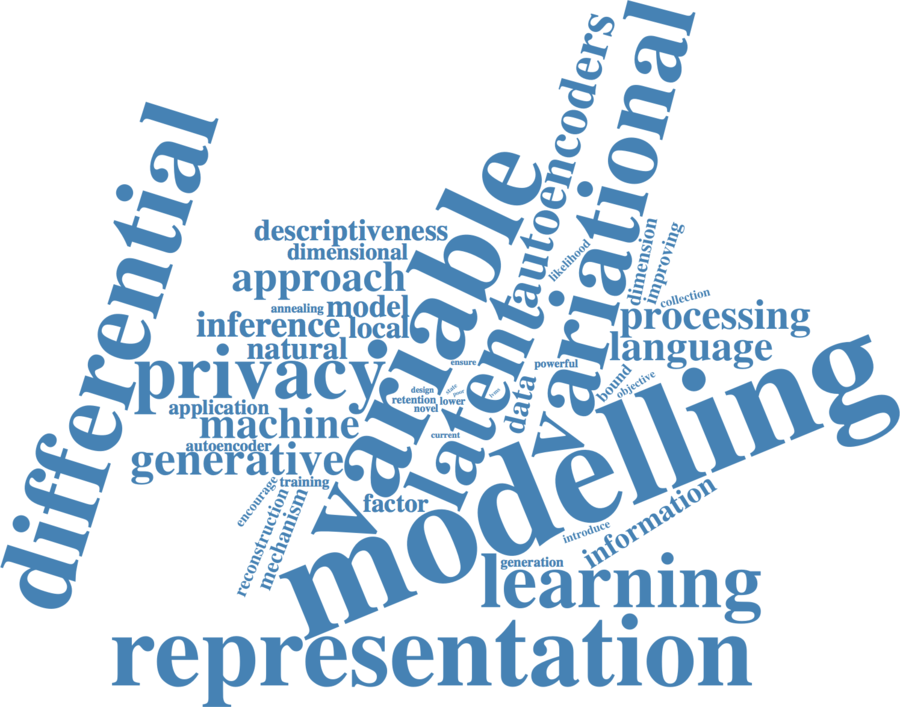 differential
variational
autoencoders
variable
descriptiveness
dimensional
approach
likelihood
dimension
improving
collection
annealing
model
inference
local
natural
processing
language
privacy
latent
ensure
powerful
design
state
retention
lower
novel
data
bound
objective
application
machine
current
autoencoder
generative
modelling
encourage
training
reconstruction
mechanism
factor
information
introduce
generation
learning
representation